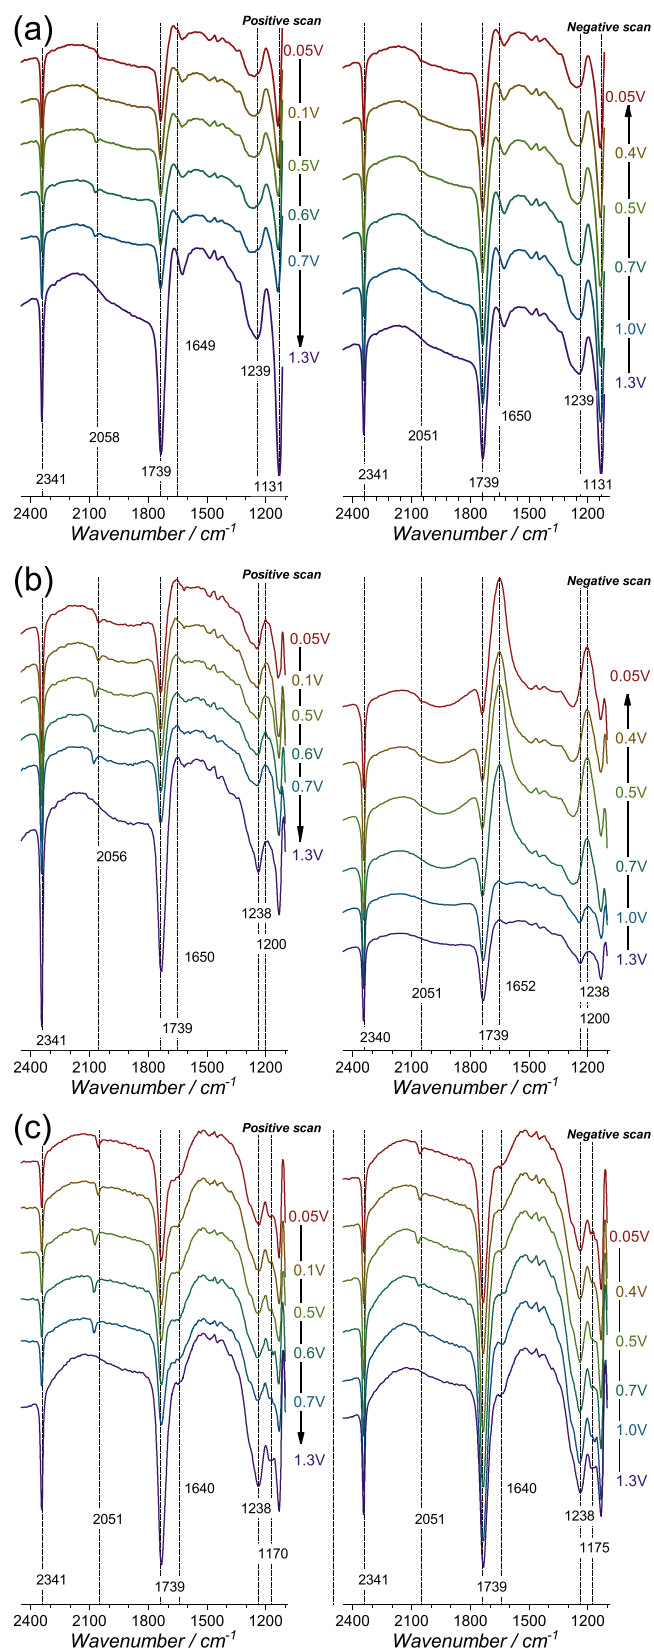 (a)
Positive scan
0.05V
0.1V
0.5V
0.6V
0.7V
1.3V
1649
1239
2058
2341
1739
1131
2400 2100 1800 1500 1200
Wavenumber / cm-1
Negative scan
0.05V
0.4V
0.5V
0.7V
1.0V
1.3V
1239
1650
2051
2341
1739
1131
2400 2100 1800 1500 1200
Wavenumber / cm-1
(b)
Positive scan
0.05V
0.1V
0.5V
0.6V
0.7V
1.3V
2056
1238
1200
1650
2341
1739
2400 2100 1800 1500 1200
Wavenumber / cm-1
Negative scan
0.05V
0.4V
0.5V
0.7V
1.0V
1.3V
1238
1652
2051
1200
2340
1739
2400 2100 1800 1500 1200
Wavenumber / cm-1
(c)
Positive scan
0.05V
0.1V
0.5V
0.6V
0.7V
1.3V
1640
1238
2051
1170
2341
1739
2400 2100 1800 1500 1200
Wavenumber / cm-1
Negative scan
0.05V
0.4V
0.5V
0.7V
1.0V
1.3V
1640
1238
2051
1175
2341
1739
2400 2100 1800 1500 1200
Wavenumber / cm-1